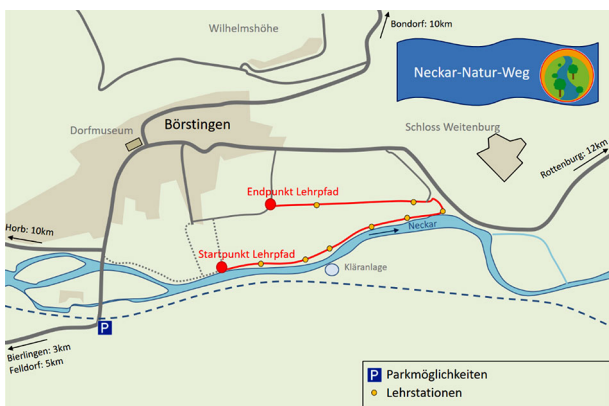 Bondorf: 10km
Wilhelmshöhe
Neckar-Natur-Weg
Dorfmuseum
Börstingen
Schloss Weitenburg
Rottenburg: 12km
Endpunkt Lehrpfad
Horb: 10km
Neckar
Startpunkt Lehrpfad
Kläranlage
P
Bierlingen: 3km
Felldorf: 5km
P Parkmöglichkeiten
Lehrstationen